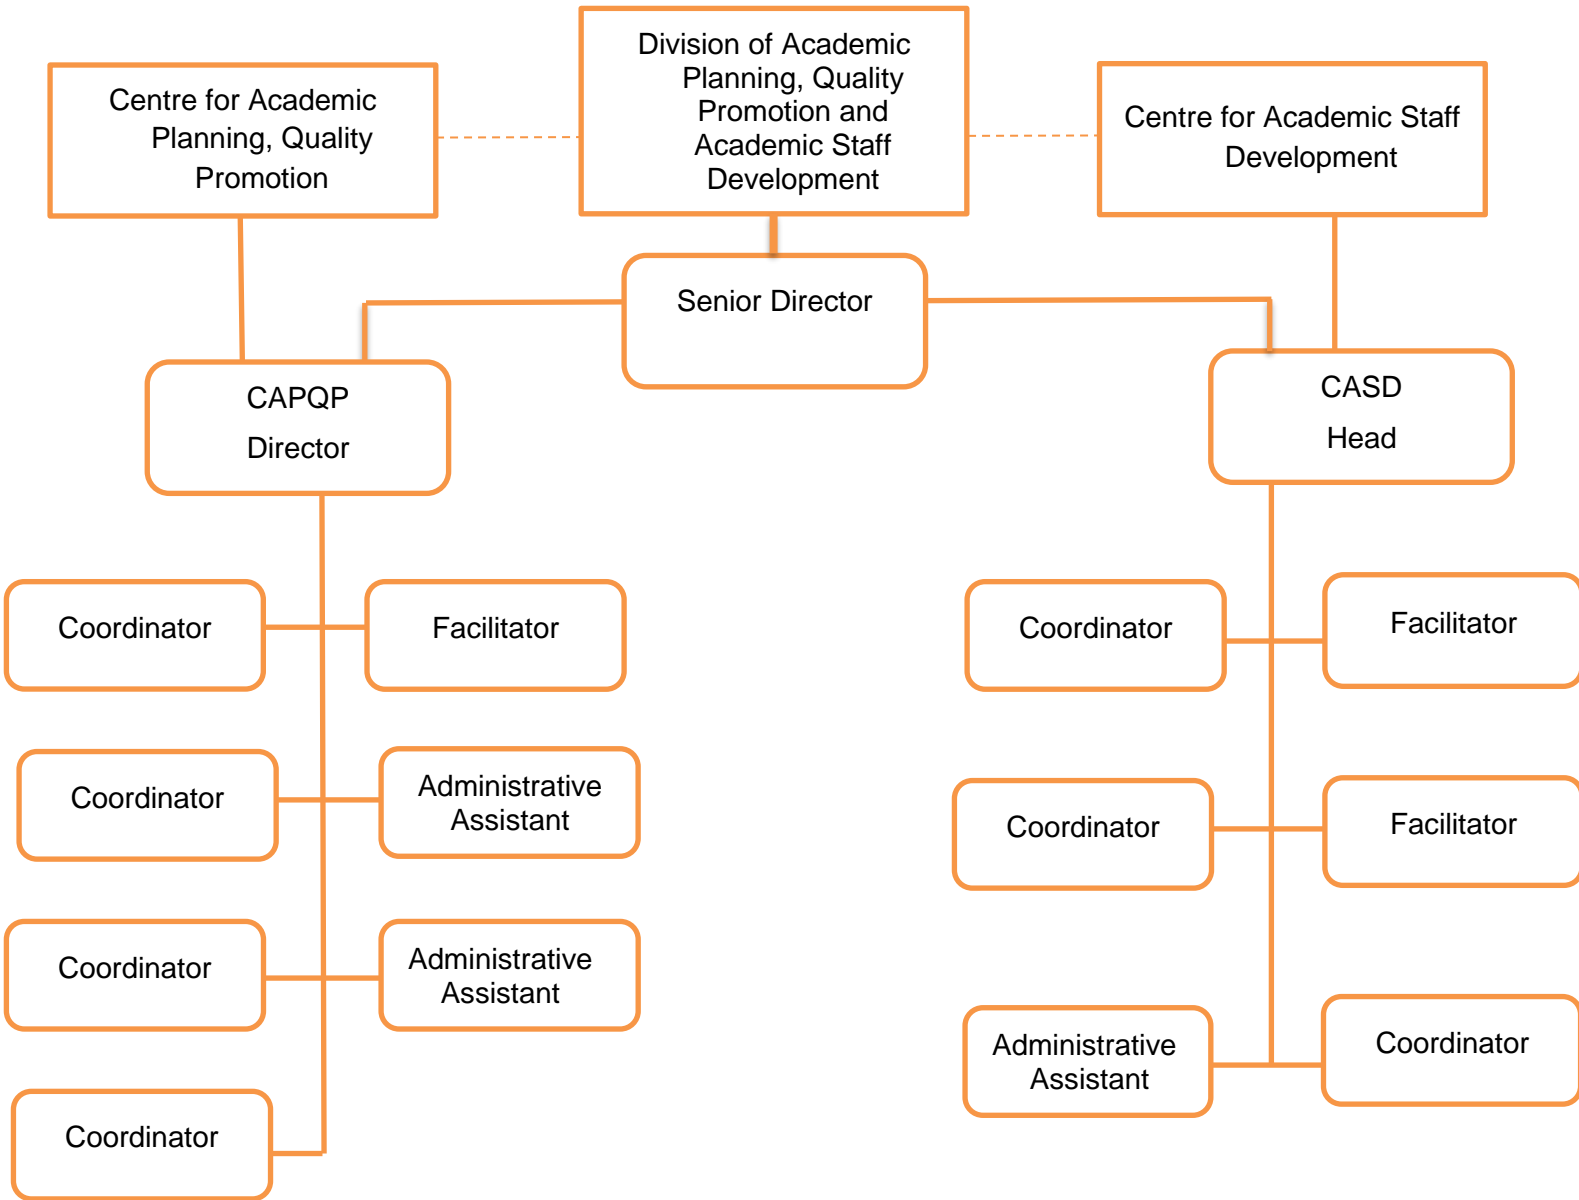 Division of Academic
Planning, Quality
Promotion and
Academic Staff
Development
Centre for Academic
Planning, Quality
Promotion
Centre for Academic Staff
Development
Senior Director
CAPQP
Director
CASD
Head
Coordinator
Facilitator
Coordinator
Administrative
Assistant
Coordinator
Administrative
Assistant
Coordinator
Coordinator
Facilitator
Coordinator
Facilitator
Administrative
Assistant
Coordinator